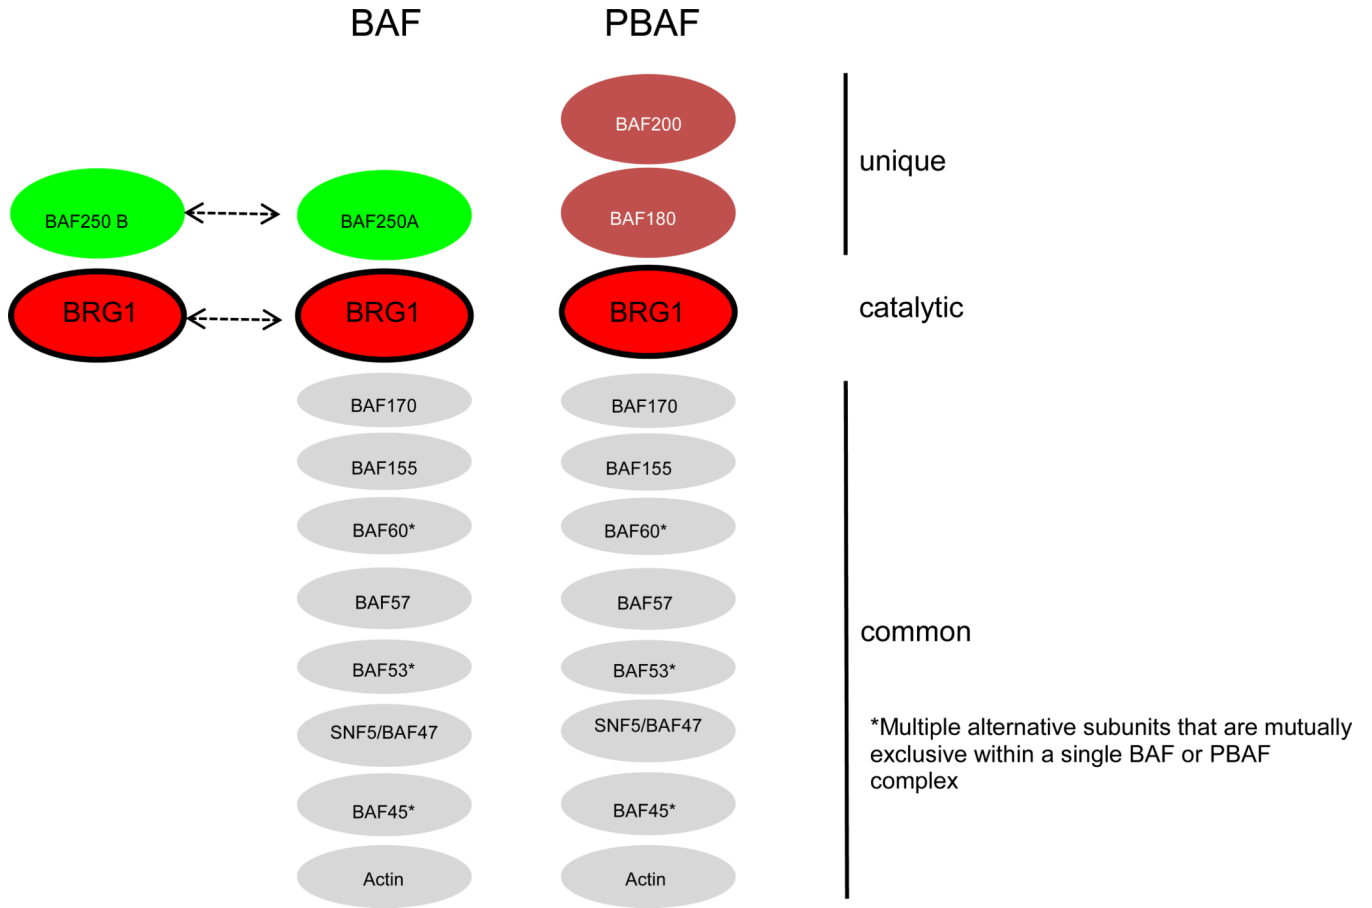 BAF PBAF
BAF200
unique
BAF250 B BAF250A BAF180
BRG1 BRG1 BRG1 catalytic
BAF170 BAF170
BAF155 BAF155
BAF60* BAF60*
BAF57 BAF57
common
BAF53* BAF53*
SNF5/BAF47 SNF5/BAF47
*Multiple alternative subunits that are mutually
exclusive within a single BAF or PBAF
complex
BAF45* BAF45*
Actin Actin